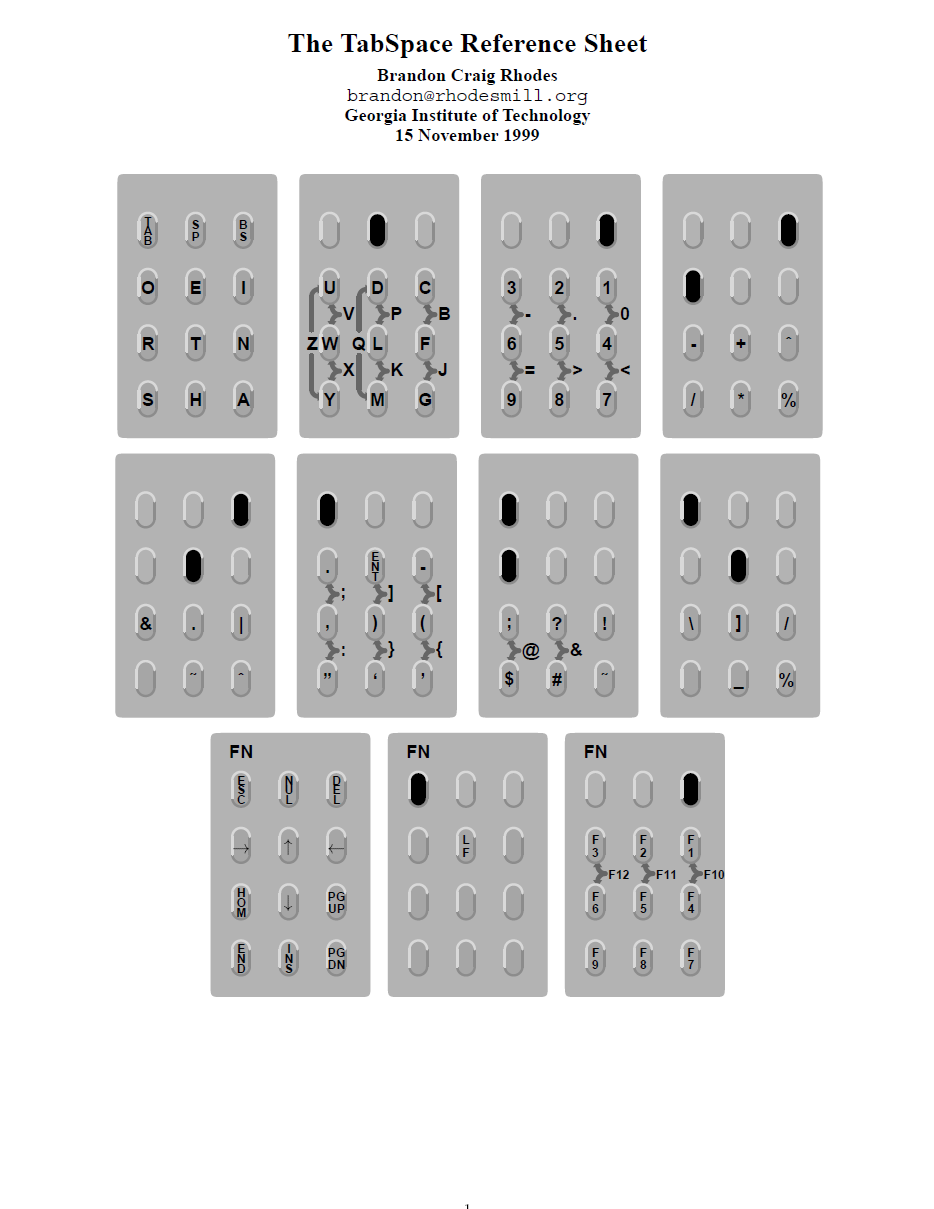 The TabSpace Reference Sheet
Brandon Craig Rhodes
brandon@rhodesmill.org
Georgia Institute of Technology
15 November 1999
TAB SP BS
O E I
R T N
S H A
U D C
V P B
Z W Q L F
X K J
Y M G
3 2 1
- . 0
6 5 4
= > <
9 8 7
- + ^
/ * %
& . |
~ ^
. ENT -
; ] [
, ) (
: } {
” ‘ ’
; ? !
@ &
$ # ~
\ ] /
_ %
FN
ESC NUL DEL
→ ↑ ←
HOM ↓ PG UP
END INS PG DN
FN
LF
FN
F3 F2 F1
F12 F11 F10
F6 F5 F4
F9 F8 F7
1